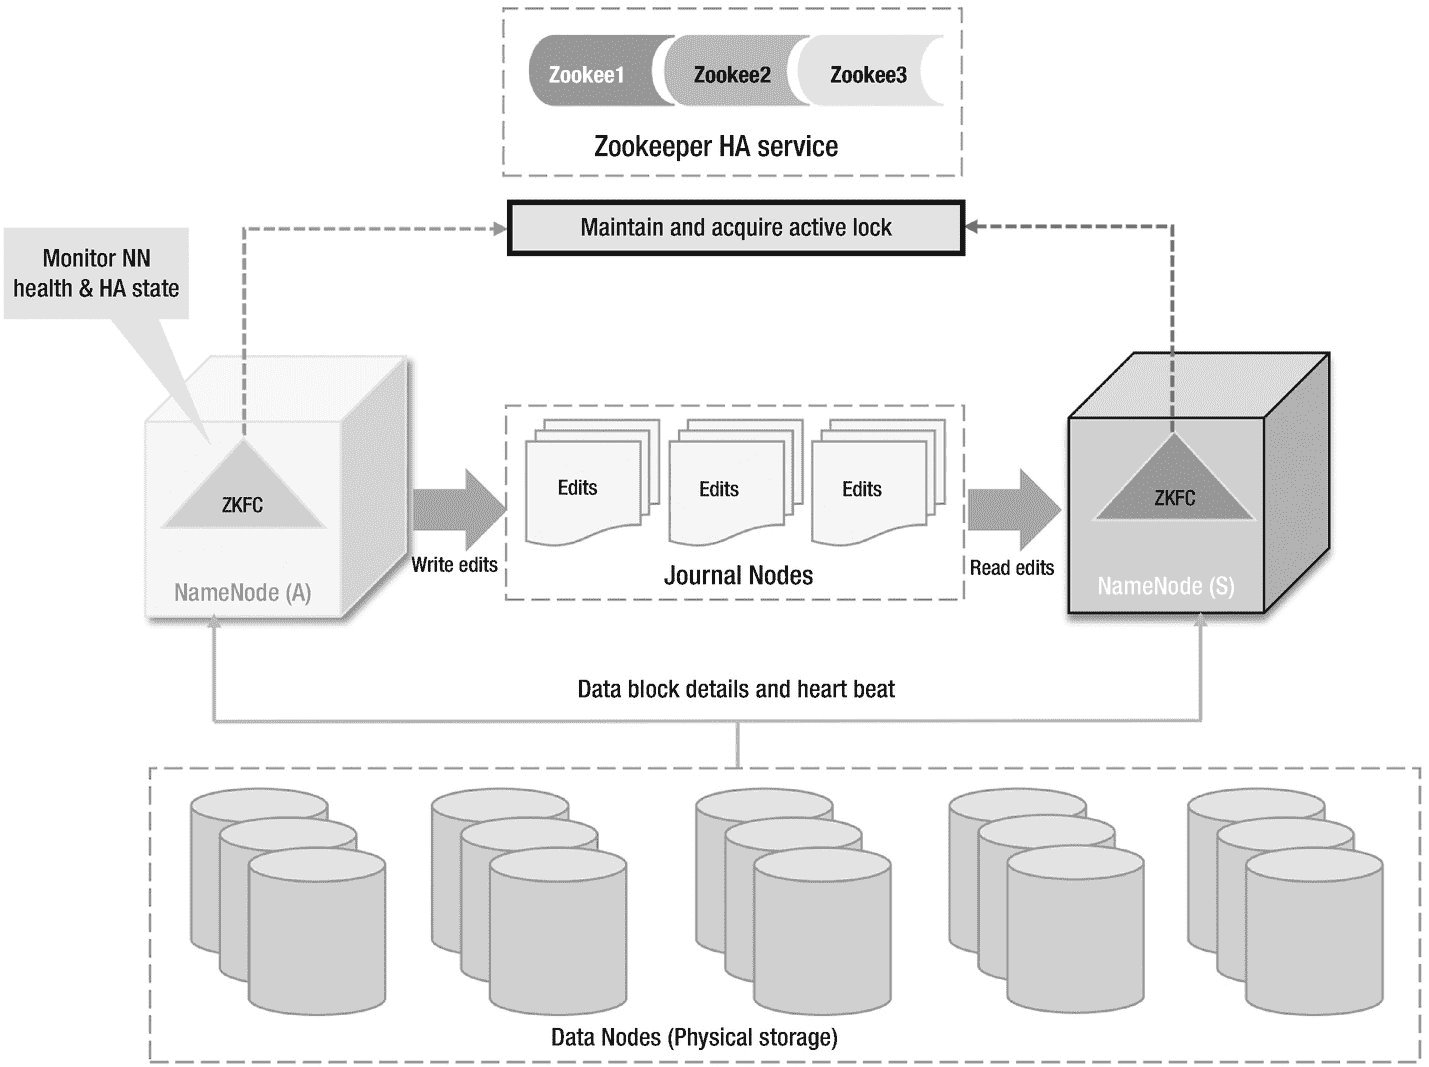 Zookee1
Zookee2
Zookee3
Zookeeper HA service
Maintain and acquire active lock
Monitor NN
health & HA state
ZKFC
NameNode (A)
Write edits
Edits
Edits
Edits
Journal Nodes
Read edits
ZKFC
NameNode (S)
Data block details and heart beat
Data Nodes (Physical storage)